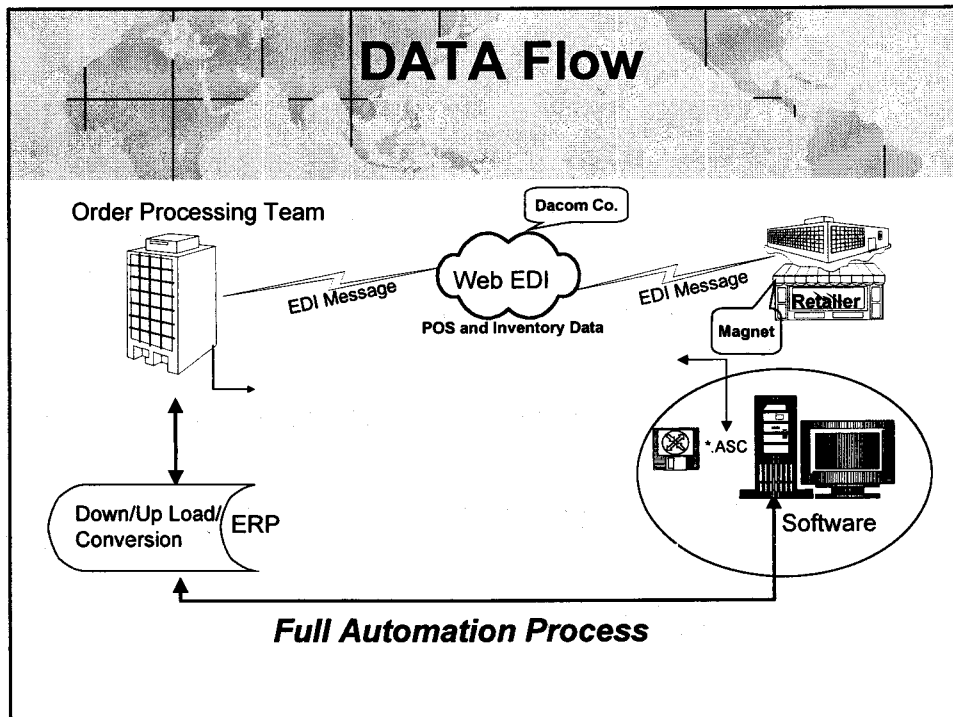 DATA Flow
Order Processing Team
Dacom Co.
Web EDI
EDI Message
EDI Message
POS and Inventory Data
Retailer
Magnet
*.ASC
Software
Down/Up Load/
Conversion
ERP
Full Automation Process